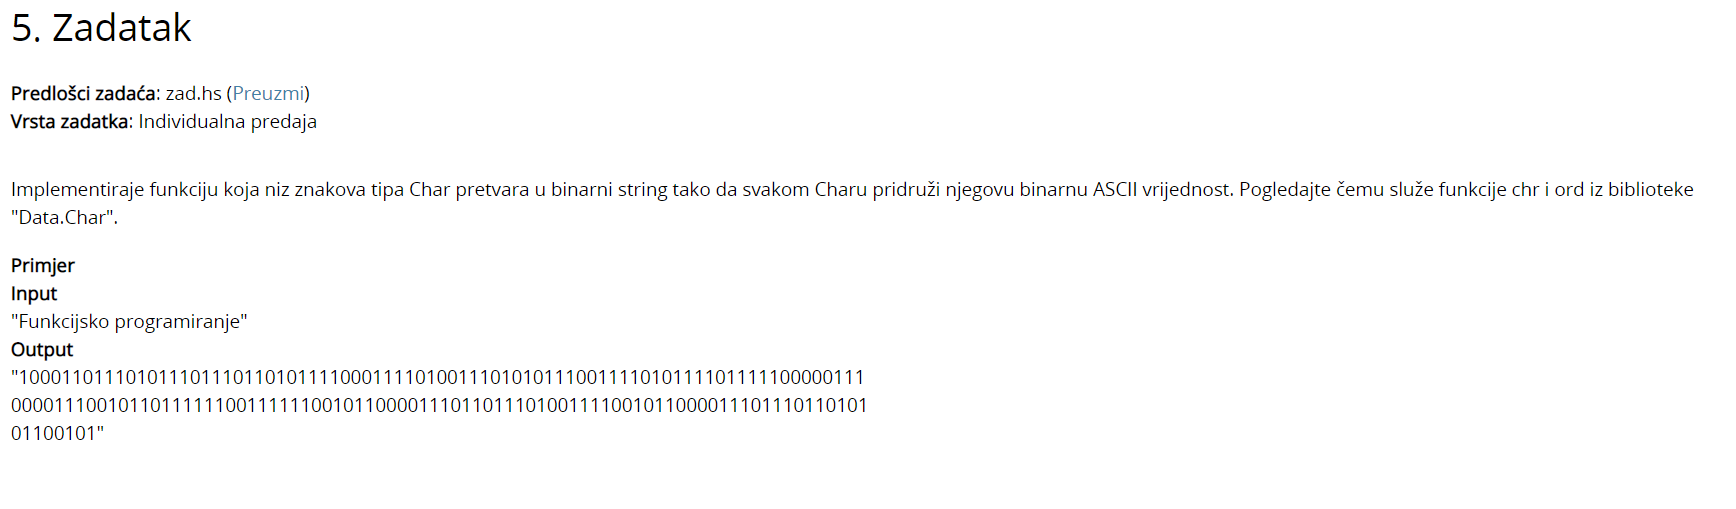 5. Zadatak
Predlošci zadaća: zad.hs (Preuzmi)
Vrsta zadatka: Individualna predaja
Implementiraje funkciju koja niz znakova tipa Char pretvara u binarni string tako da svakom Charu pridruži njegovu binarnu ASCII vrijednost. Pogledajte čemu služe funkcije chr i ord iz biblioteke
"Data.Char".
Primjer
Input
"Funkcijsko programiranje"
Output
"1000110111010111011101101011110001111010011101010111001111010111101111100000111
00001110010110111111001111110010110000111011011101001111001011000011101110110101
01100101"